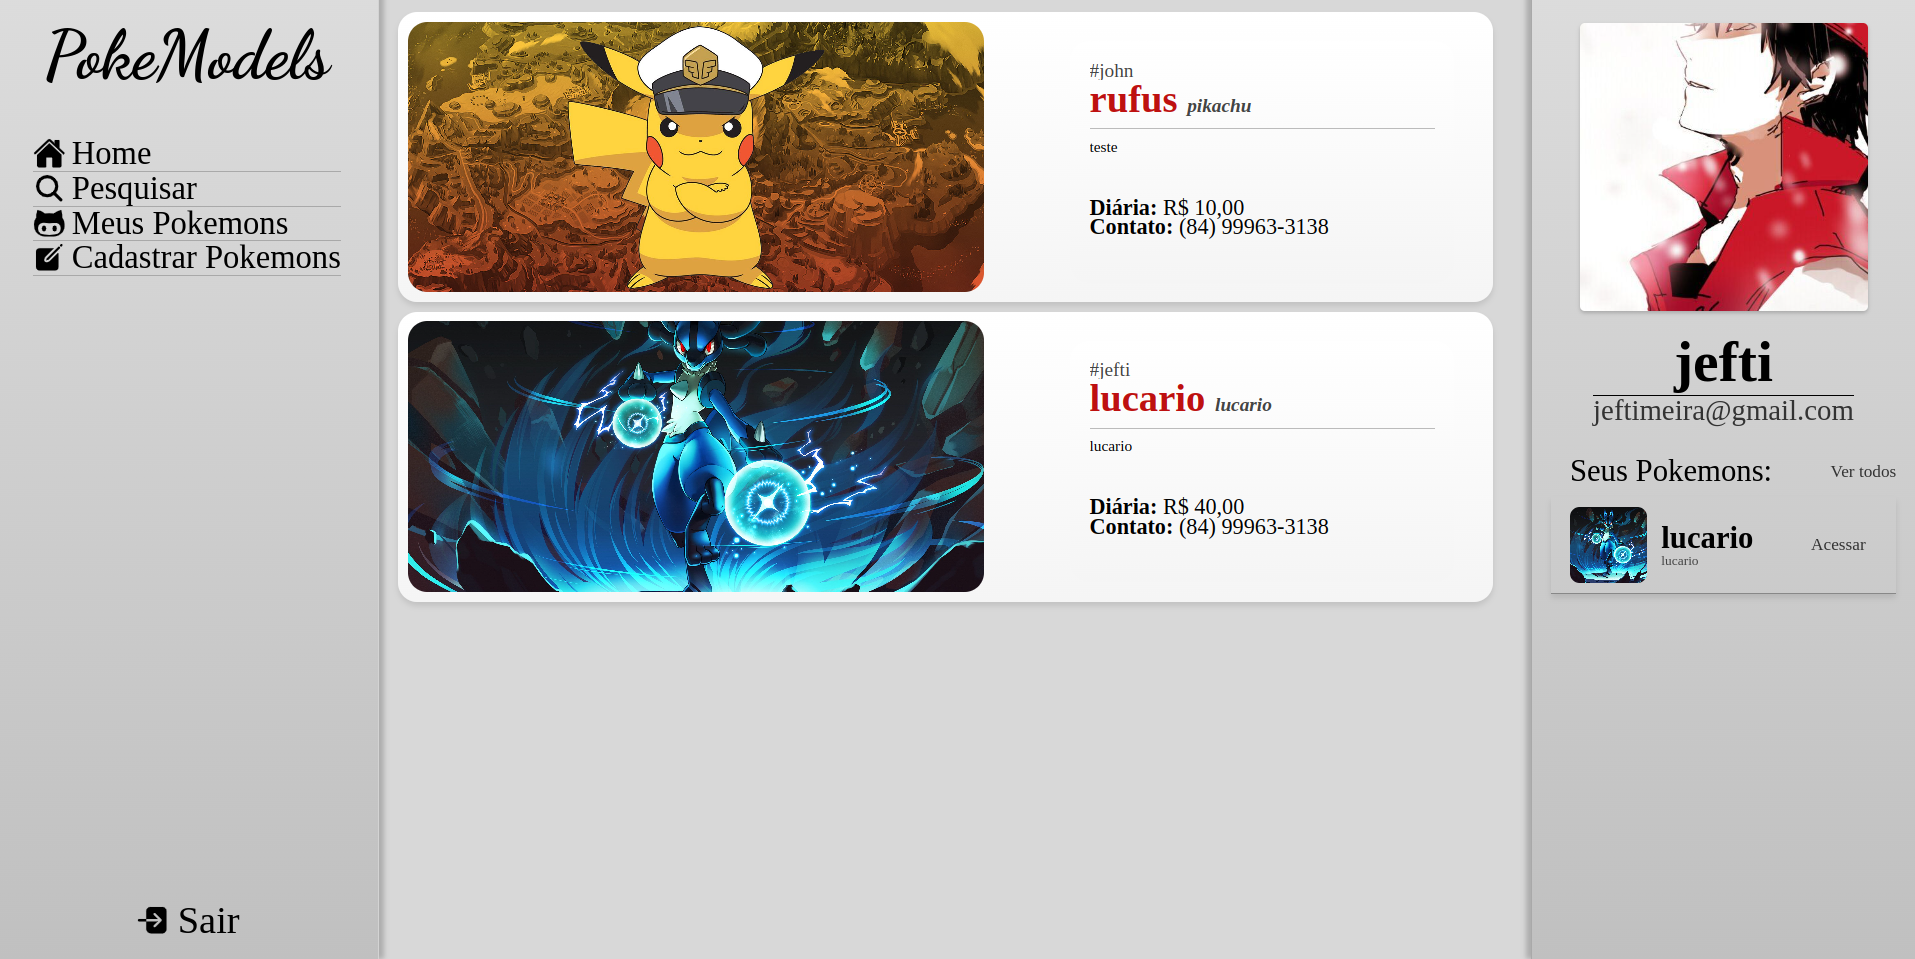 PokeModels
Home
Pesquisar
Meus Pokemons
Cadastrar Pokemons
Sair
#john
rufus pikachu
teste
Diária: R$ 10,00
Contato: (84) 99963-3138
#jefti
lucario lucario
lucario
Diária: R$ 40,00
Contato: (84) 99963-3138
jefti
jeftimeira@gmail.com
Seus Pokemons: Ver todos
lucario
lucario
Acessar